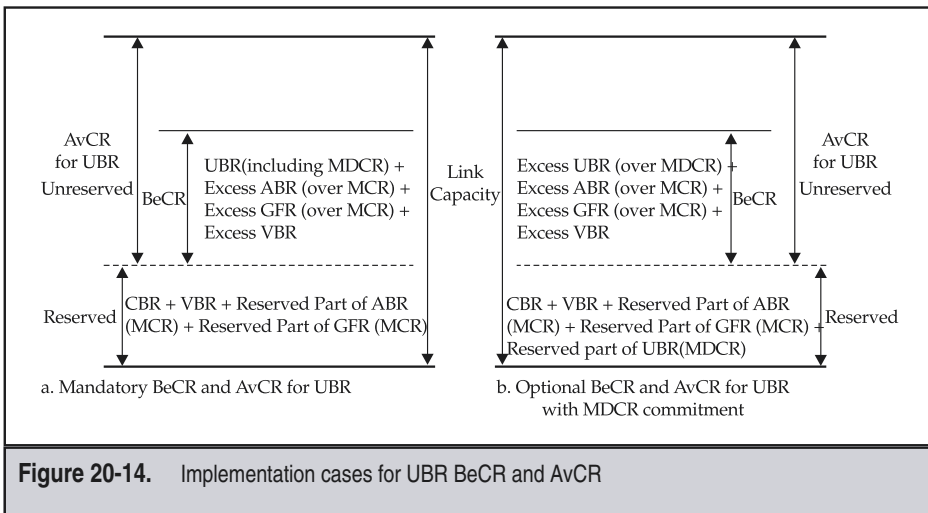 AvCR
for UBR
Unreserved
BeCR
UBR(including MDCR) +
Excess ABR (over MCR) +
Excess GFR (over MCR) +
Excess VBR
Link
Capacity
Reserved
CBR + VBR + Reserved Part of ABR
(MCR) + Reserved Part of GFR (MCR)
a. Mandatory BeCR and AvCR for UBR
Excess UBR (over MDCR) +
Excess ABR (over MCR) +
Excess GFR (over MCR) +
Excess VBR
BeCR
AvCR
for UBR
Unreserved
CBR + VBR + Reserved Part of ABR
(MCR) + Reserved Part of GFR (MCR) +
Reserved part of UBR(MDCR)
Reserved
b. Optional BeCR and AvCR for UBR
with MDCR commitment
Figure 20-14. Implementation cases for UBR BeCR and AvCR